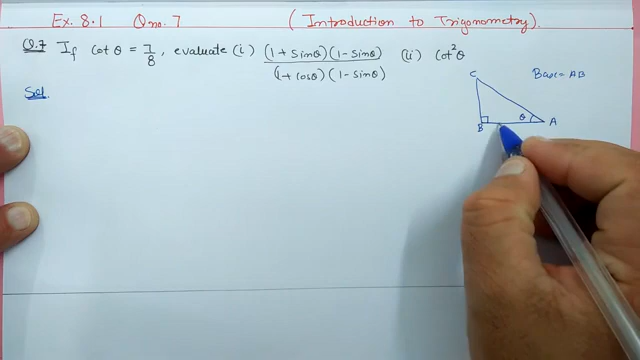 Ex. 8.1 Q no. 7 (Introduction to Trigonometry).
Q.7 If Cot θ = 7/8, evaluate (i) (1 + Sinθ)(1 - Sinθ) / (1 + cosθ)(1 - Sinθ) (ii) Cot²θ
Sol.
C Base = AB
B θ A